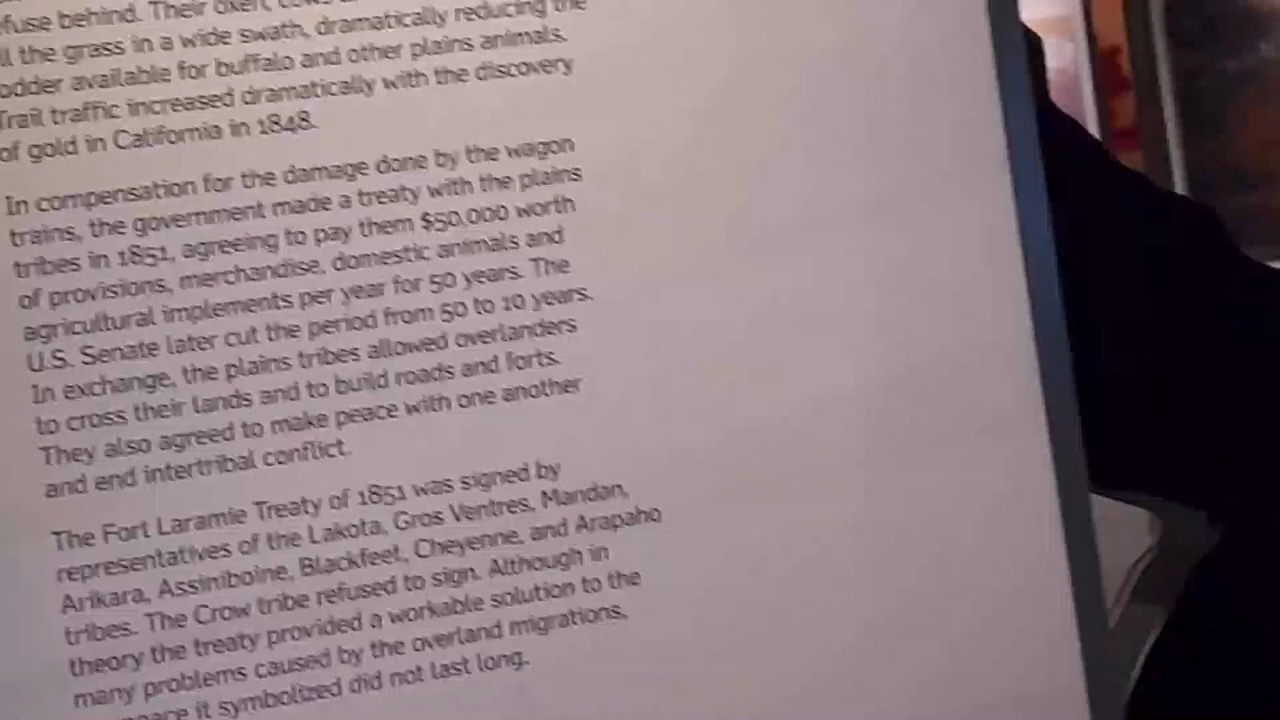 refuse behind. Their oxen, cows
all the grass in a wide swath, dramatically reducing the
fodder available for buffalo and other plains animals.
Trail traffic increased dramatically with the discovery
of gold in California in 1848.
In compensation for the damage done by the wagon
trains, the government made a treaty with the plains
tribes in 1851, agreeing to pay them $50,000 worth
of provisions, merchandise, domestic animals and
agricultural implements per year for 50 years. The
U.S. Senate later cut the period from 50 to 10 years.
In exchange, the plains tribes allowed overlanders
to cross their lands and to build roads and forts.
They also agreed to make peace with one another
and end intertribal conflict.
The Fort Laramie Treaty of 1851 was signed by
representatives of the Lakota, Gros Ventres, Mandan,
Arikara, Assiniboine, Blackfeet, Cheyenne, and Arapaho
tribes. The Crow tribe refused to sign. Although in
theory the treaty provided a workable solution to the
many problems caused by the overland migrations,
peace it symbolized did not last long.